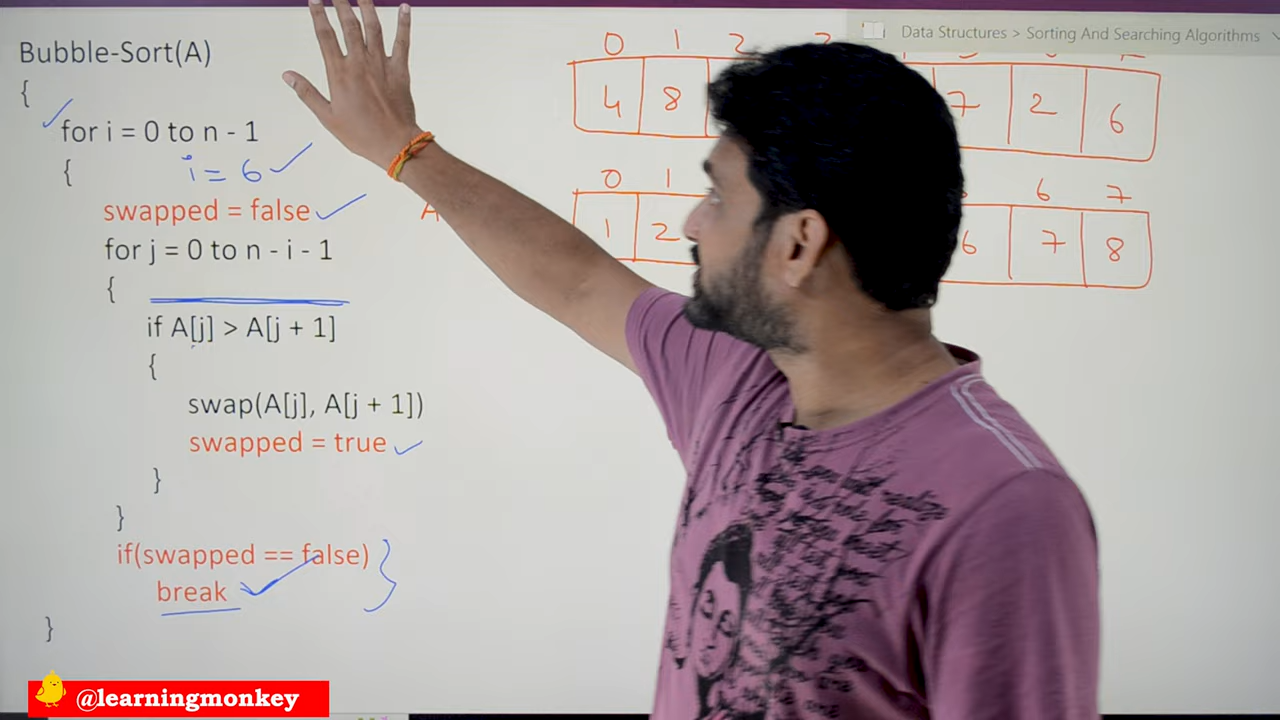 Data Structures > Sorting And Searching Algorithms
Bubble-Sort(A)
{
for i = 0 to n - 1
{ i = 6
swapped = false
for j = 0 to n - i - 1
{
if A[j] > A[j + 1]
{
swap(A[j], A[j + 1])
swapped = true
}
}
if(swapped == false)
break
}
0 1 2
4 8 7 2 6
0 1 6 7
A 1 2 6 7 8
@learningmonkey